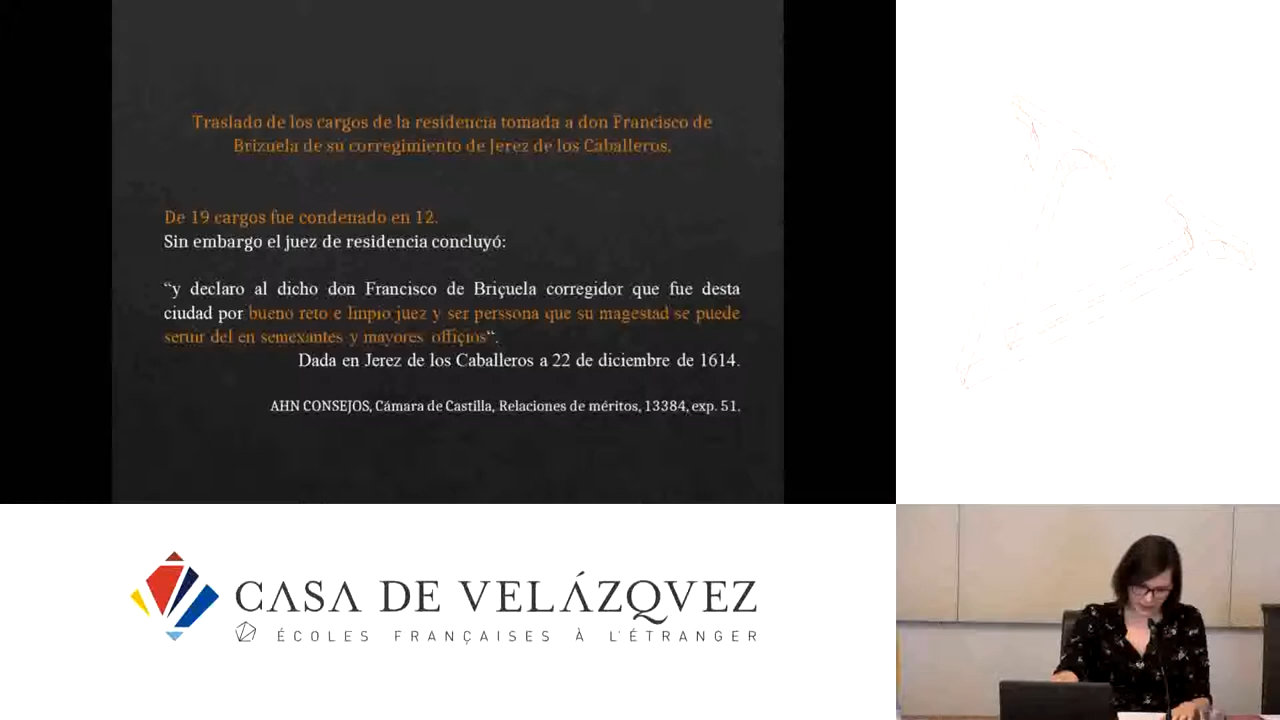 Traslado de los cargos de la residencia tomada a don Francisco de
Brizuela de su corregimiento de Jerez de los Caballeros.
De 19 cargos fue condenado en 12.
Sin embargo el juez de residencia concluyó:
“y declaro al dicho don Francisco de Briçuela corregidor que fue desta
ciudad por bueno reto e linpio juez y ser perssona que su magestad se puede
seruir del en semexantes y mayores offiçios“.
Dada en Jerez de los Caballeros a 22 de diciembre de 1614.
AHN CONSEJOS, Cámara de Castilla, Relaciones de méritos, 13384, exp. 51.
CASA DE VELÁZQVEZ
ÉCOLES FRANÇAISES À L'ÉTRANGER